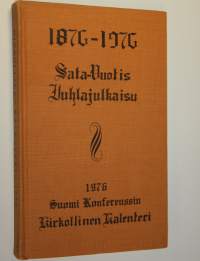 1876-1976
Sata-Vuotis
Juhlajulkaisu
1976
Suomi Konferenssin
Kirkollinen Kalenteri